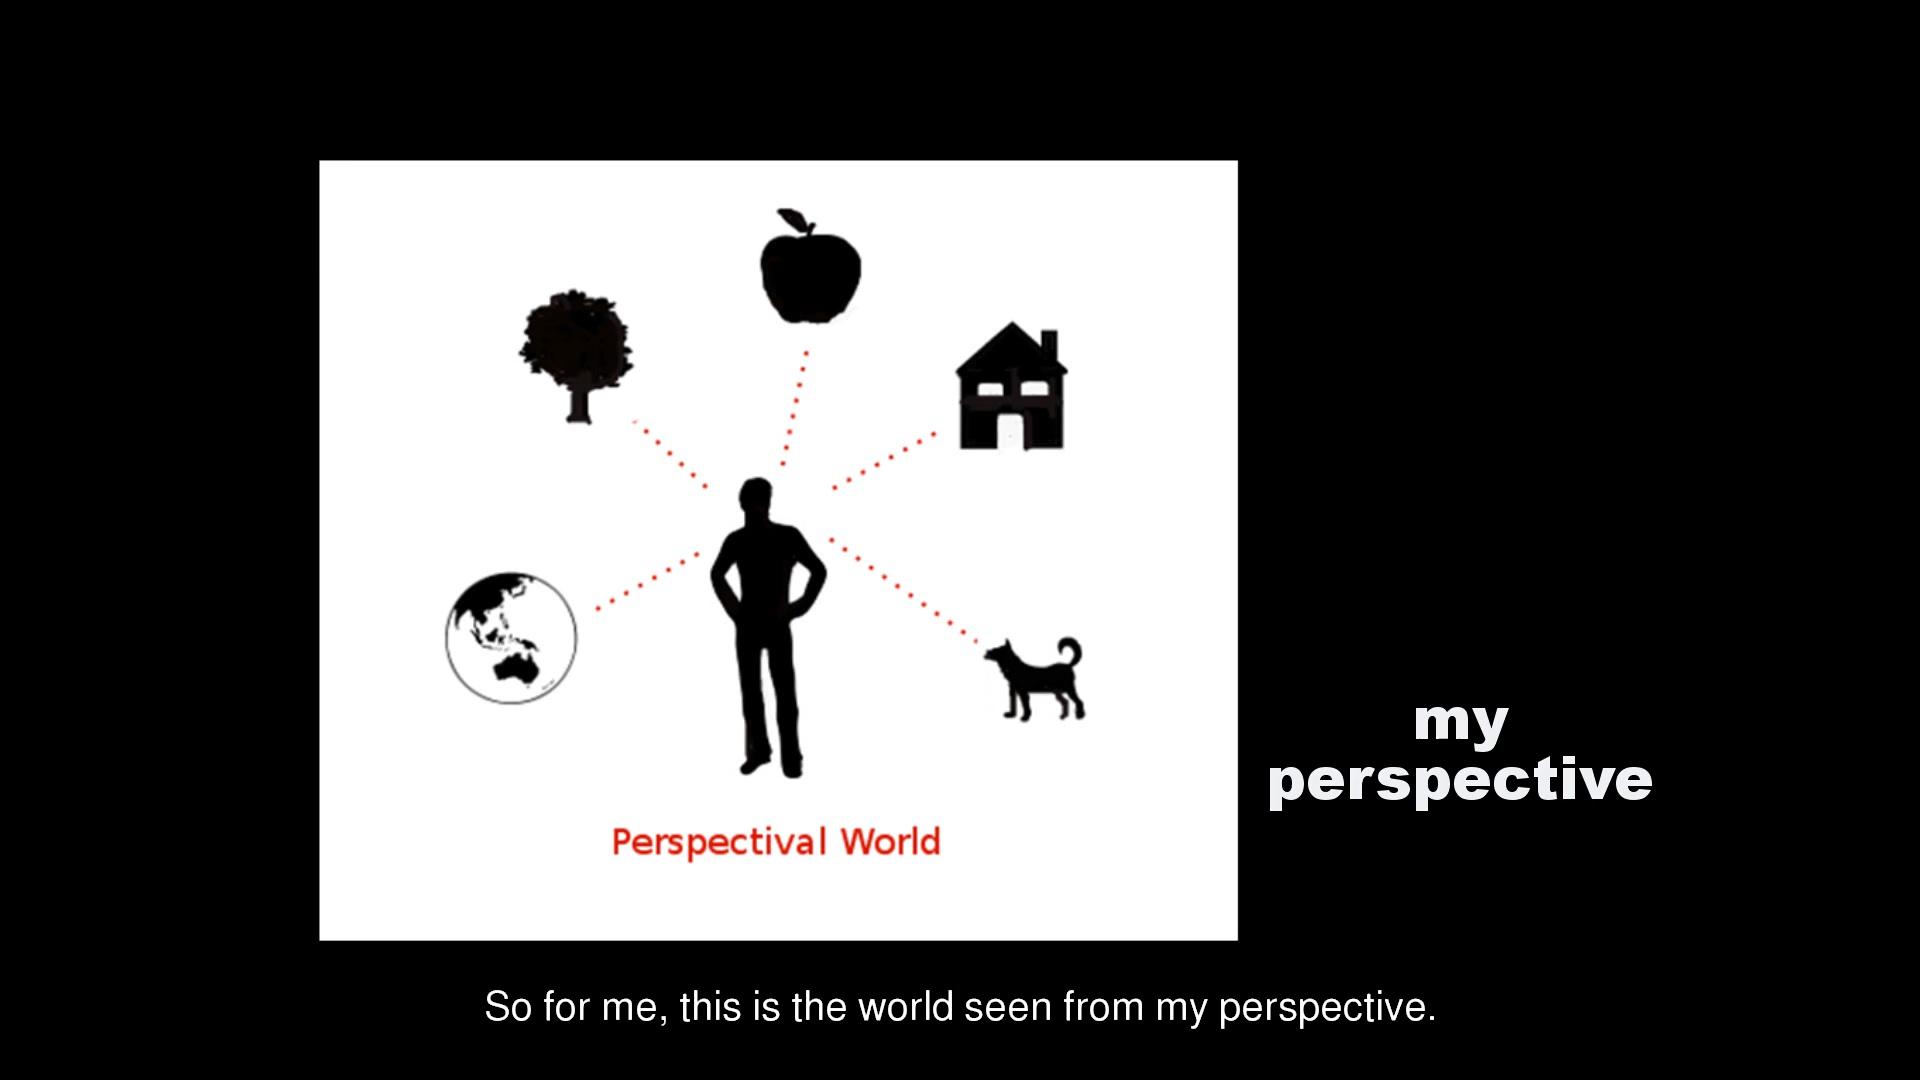 Perspectival World
my
perspective
So for me, this is the world seen from my perspective.